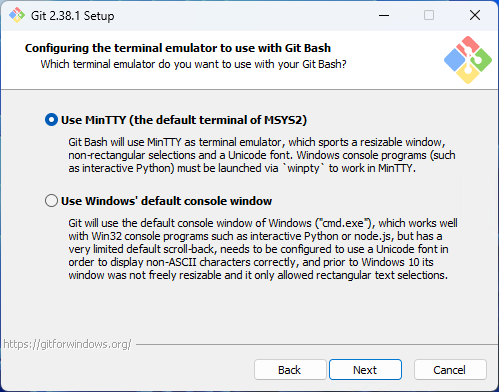 Git 2.38.1 Setup
Configuring the terminal emulator to use with Git Bash
Which terminal emulator do you want to use with your Git Bash?
Use MinTTY (the default terminal of MSYS2)
Git Bash will use MinTTY as terminal emulator, which sports a resizable window,
non-rectangular selections and a Unicode font. Windows console programs (such
as interactive Python) must be launched via `winpty` to work in MinTTY.
Use Windows' default console window
Git will use the default console window of Windows ("cmd.exe"), which works well
with Win32 console programs such as interactive Python or node.js, but has a
very limited default scroll-back, needs to be configured to use a Unicode font in
order to display non-ASCII characters correctly, and prior to Windows 10 its
window was not freely resizable and it only allowed rectangular text selections.
https://gitforwindows.org/
Back
Next
Cancel